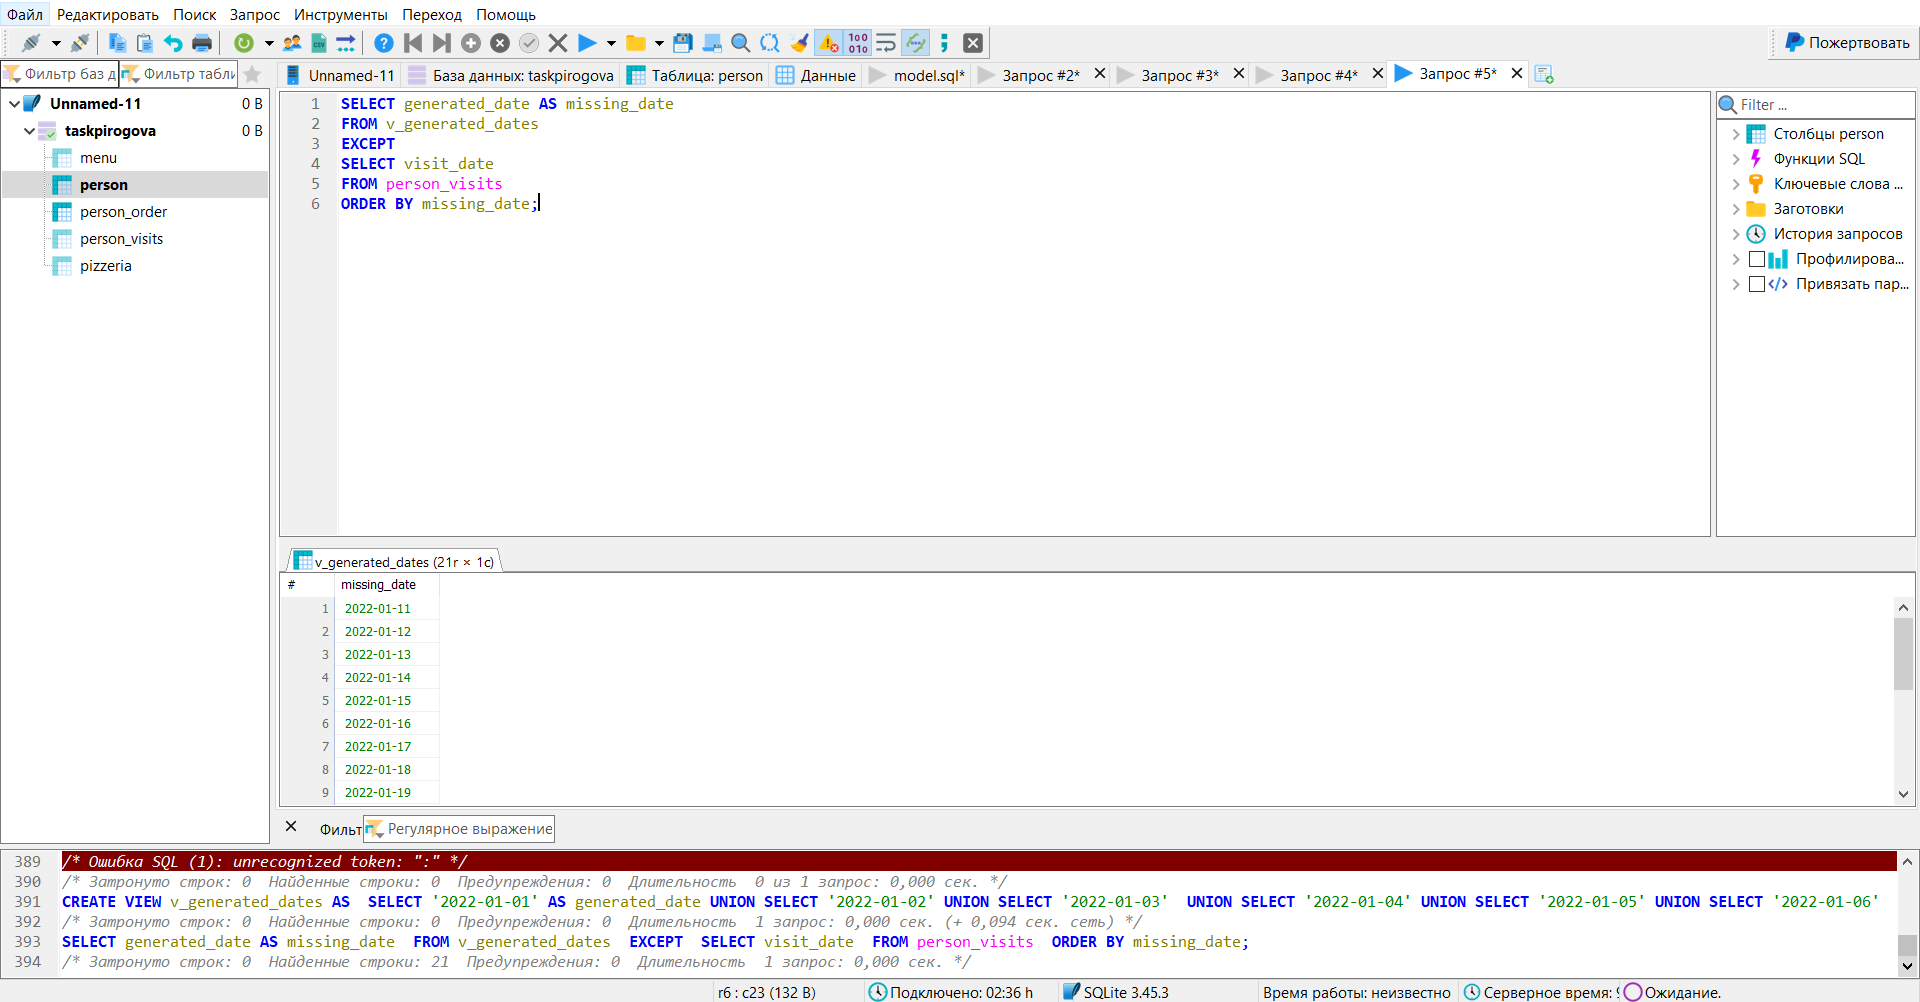 Файл Редактировать Поиск Запрос Инструменты Переход Помощь
Пожертвовать
Фильтр баз д Фильтр табли
Unnamed-11 База данных: taskpirogova Таблица: person Данные model.sql* Запрос #2* Запрос #3* Запрос #4* Запрос #5*
Unnamed-11 0 B
taskpirogova 0 B
menu
person
person_order
person_visits
pizzeria
1 SELECT generated_date AS missing_date
2 FROM v_generated_dates
3 EXCEPT
4 SELECT visit_date
5 FROM person_visits
6 ORDER BY missing_date;
Filter ...
Столбцы person
Функции SQL
Ключевые слова ...
Заготовки
История запросов
Профилирова...
Привязать пар...
v_generated_dates (21r × 1c)
# missing_date
1 2022-01-11
2 2022-01-12
3 2022-01-13
4 2022-01-14
5 2022-01-15
6 2022-01-16
7 2022-01-17
8 2022-01-18
9 2022-01-19
Фильт Регулярное выражение
389 /* Ошибка SQL (1): unrecognized token: ":" */
390 /* Затронуто строк: 0 Найденные строки: 0 Предупреждения: 0 Длительность 0 из 1 запрос: 0,000 сек. */
391 CREATE VIEW v_generated_dates AS SELECT '2022-01-01' AS generated_date UNION SELECT '2022-01-02' UNION SELECT '2022-01-03' UNION SELECT '2022-01-04' UNION SELECT '2022-01-05' UNION SELECT '2022-01-06'
392 /* Затронуто строк: 0 Найденные строки: 0 Предупреждения: 0 Длительность 1 запрос: 0,000 сек. (+ 0,094 сек. сеть) */
393 SELECT generated_date AS missing_date FROM v_generated_dates EXCEPT SELECT visit_date FROM person_visits ORDER BY missing_date;
394 /* Затронуто строк: 0 Найденные строки: 21 Предупреждения: 0 Длительность 1 запрос: 0,000 сек. */
r6 : c23 (132 B) Подключено: 02:36 h SQLite 3.45.3 Время работы: неизвестно Серверное время: Ожидание.